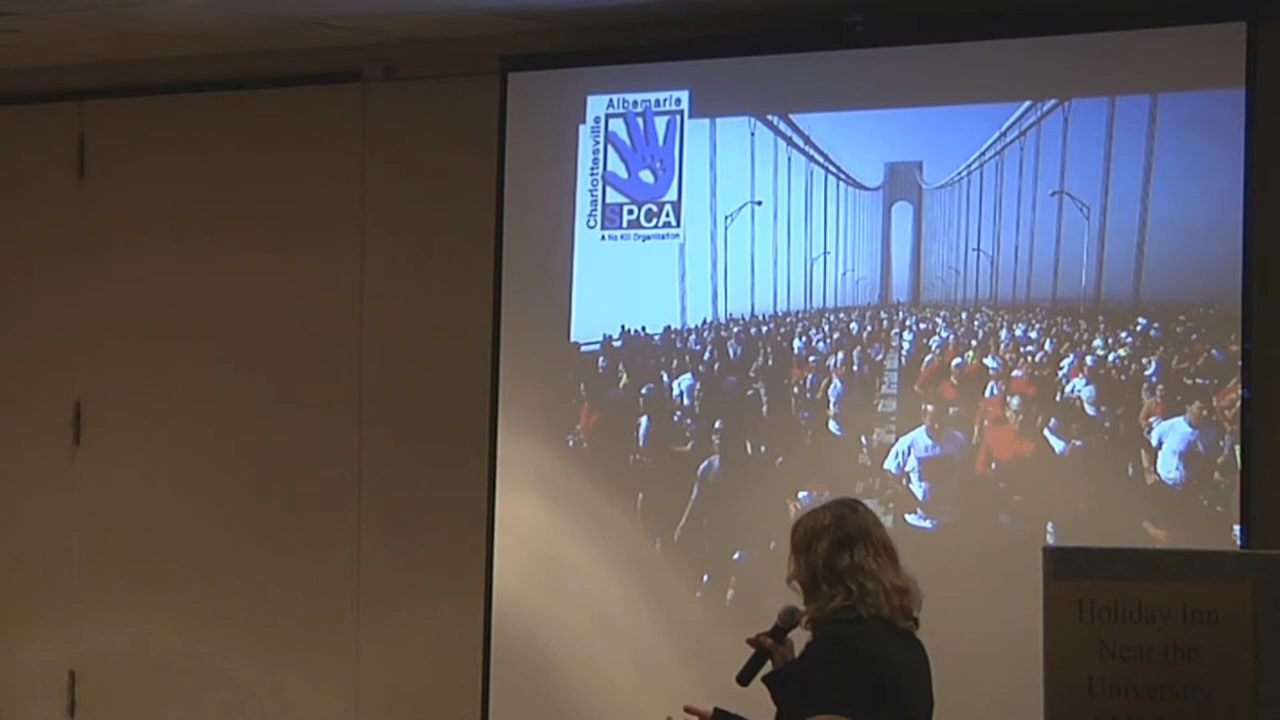 Albemarle
Charlottesville
SPCA
A No Kill Organization
Holiday Inn
Near the
University